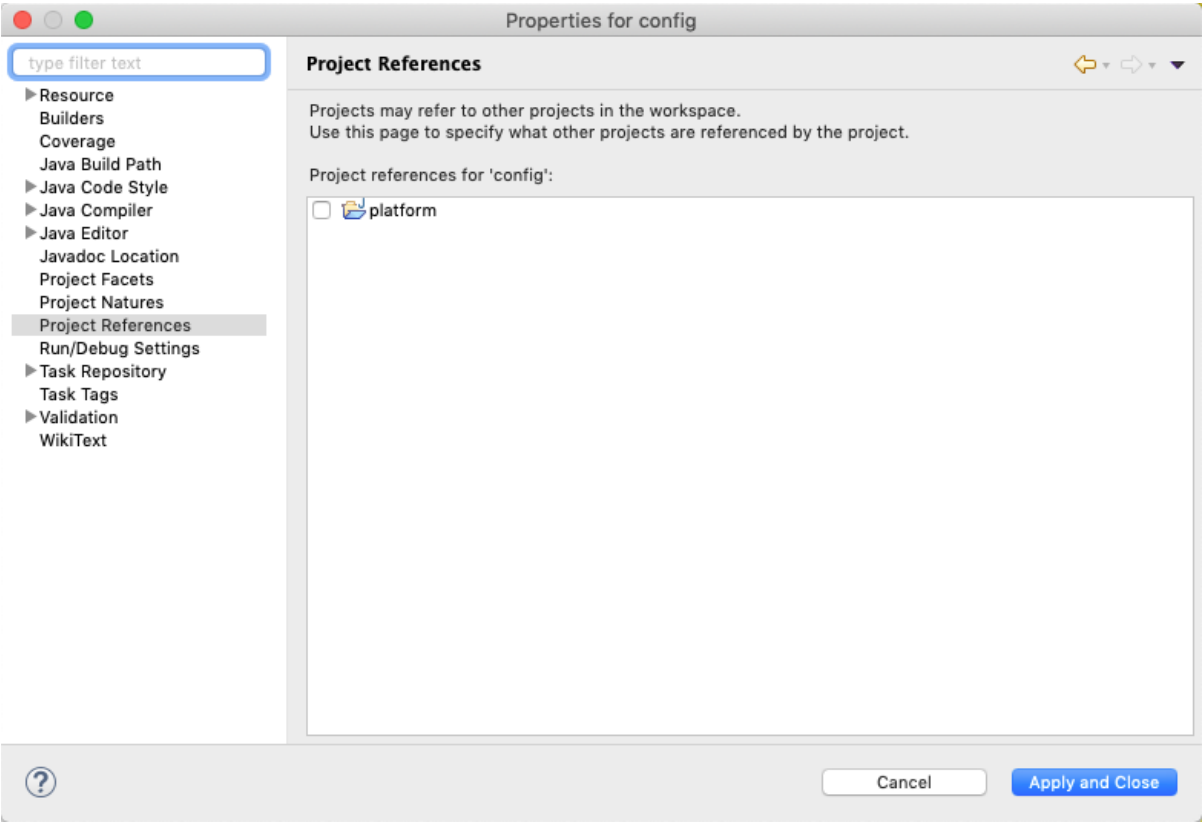 Properties for config
type filter text
Resource
Builders
Coverage
Java Build Path
Java Code Style
Java Compiler
Java Editor
Javadoc Location
Project Facets
Project Natures
Project References
Run/Debug Settings
Task Repository
Task Tags
Validation
WikiText
Project References
Projects may refer to other projects in the workspace.
Use this page to specify what other projects are referenced by the project.
Project references for 'config':
platform
?
Cancel
Apply and Close